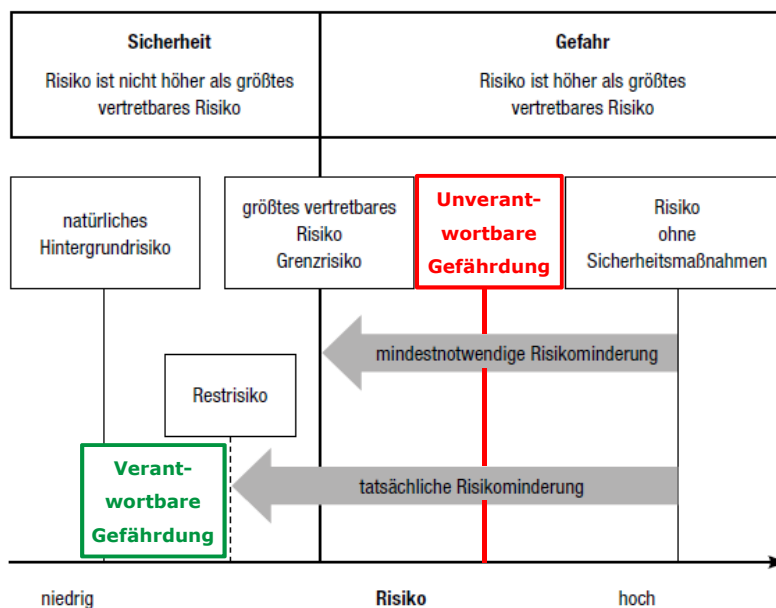 Sicherheit
Risiko ist nicht höher als größtes
vertretbares Risiko
Gefahr
Risiko ist höher als größtes
vertretbares Risiko
natürliches
Hintergrundrisiko
größtes vertretbares
Risiko
Grenzrisiko
Unverant-
wortbare
Gefährdung
Risiko
ohne
Sicherheitsmaßnahmen
mindestnotwendige Risikominderung
Restrisiko
Verant-
wortbare
Gefährdung
tatsächliche Risikominderung
niedrig
Risiko
hoch